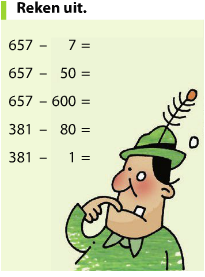 Reken uit.
657 – 7 =
657 – 50 =
657 – 600 =
381 – 80 =
381 – 1 =